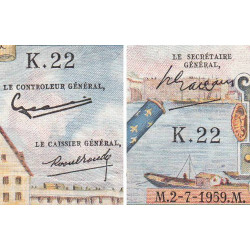 K.22
LE CONTROLEUR GÉNÉRAL,
LE CAISSIER GÉNÉRAL,
LE SECRÉTAIRE
GÉNÉRAL,
K.22
M.2-7-1959.M.